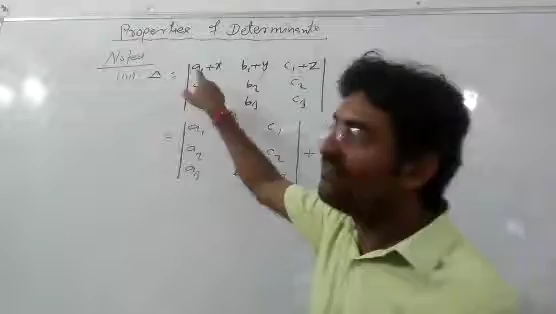 Properties of Determinants
Note:
(iii) Δ = | a₁+x b₁+y c₁+z |
b₂ c₂
b₃ c₃
= | a₁ c₁
a₂ c₂ | +
a₃